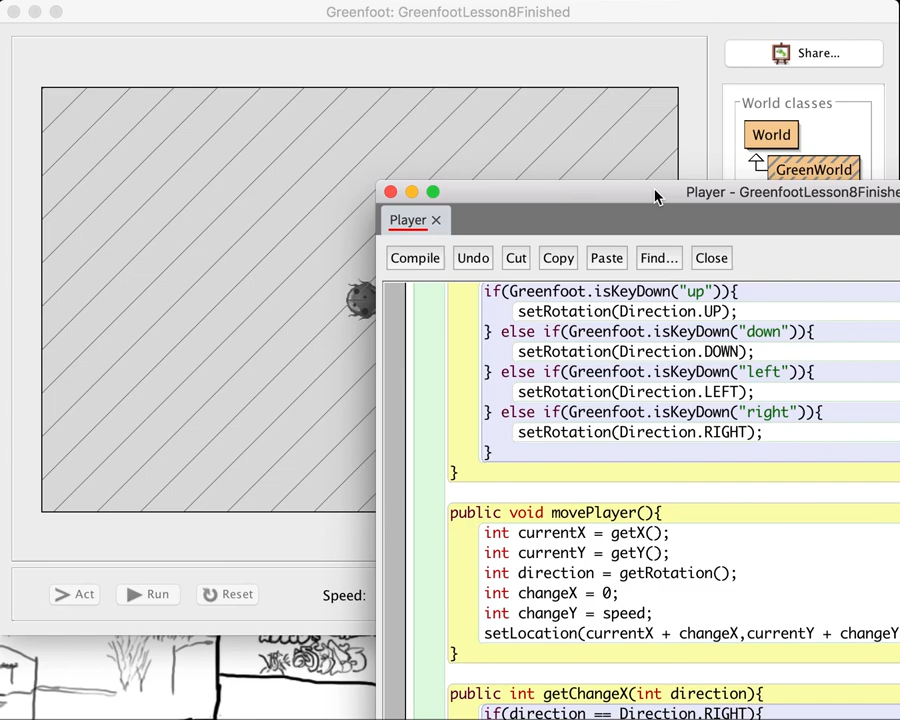 Greenfoot: GreenfootLesson8Finished
Share...
World classes
World
GreenWorld
Player - GreenfootLesson8Finishe
Player ×
Compile Undo Cut Copy Paste Find... Close
if(Greenfoot.isKeyDown("up")){
setRotation(Direction.UP);
} else if(Greenfoot.isKeyDown("down")){
setRotation(Direction.DOWN);
} else if(Greenfoot.isKeyDown("left")){
setRotation(Direction.LEFT);
} else if(Greenfoot.isKeyDown("right")){
setRotation(Direction.RIGHT);
}
}
public void movePlayer(){
int currentX = getX();
int currentY = getY();
int direction = getRotation();
int changeX = 0;
int changeY = speed;
setLocation(currentX + changeX,currentY + changeY
}
public int getChangeX(int direction){
if(direction == Direction.RIGHT){
Act Run Reset Speed: